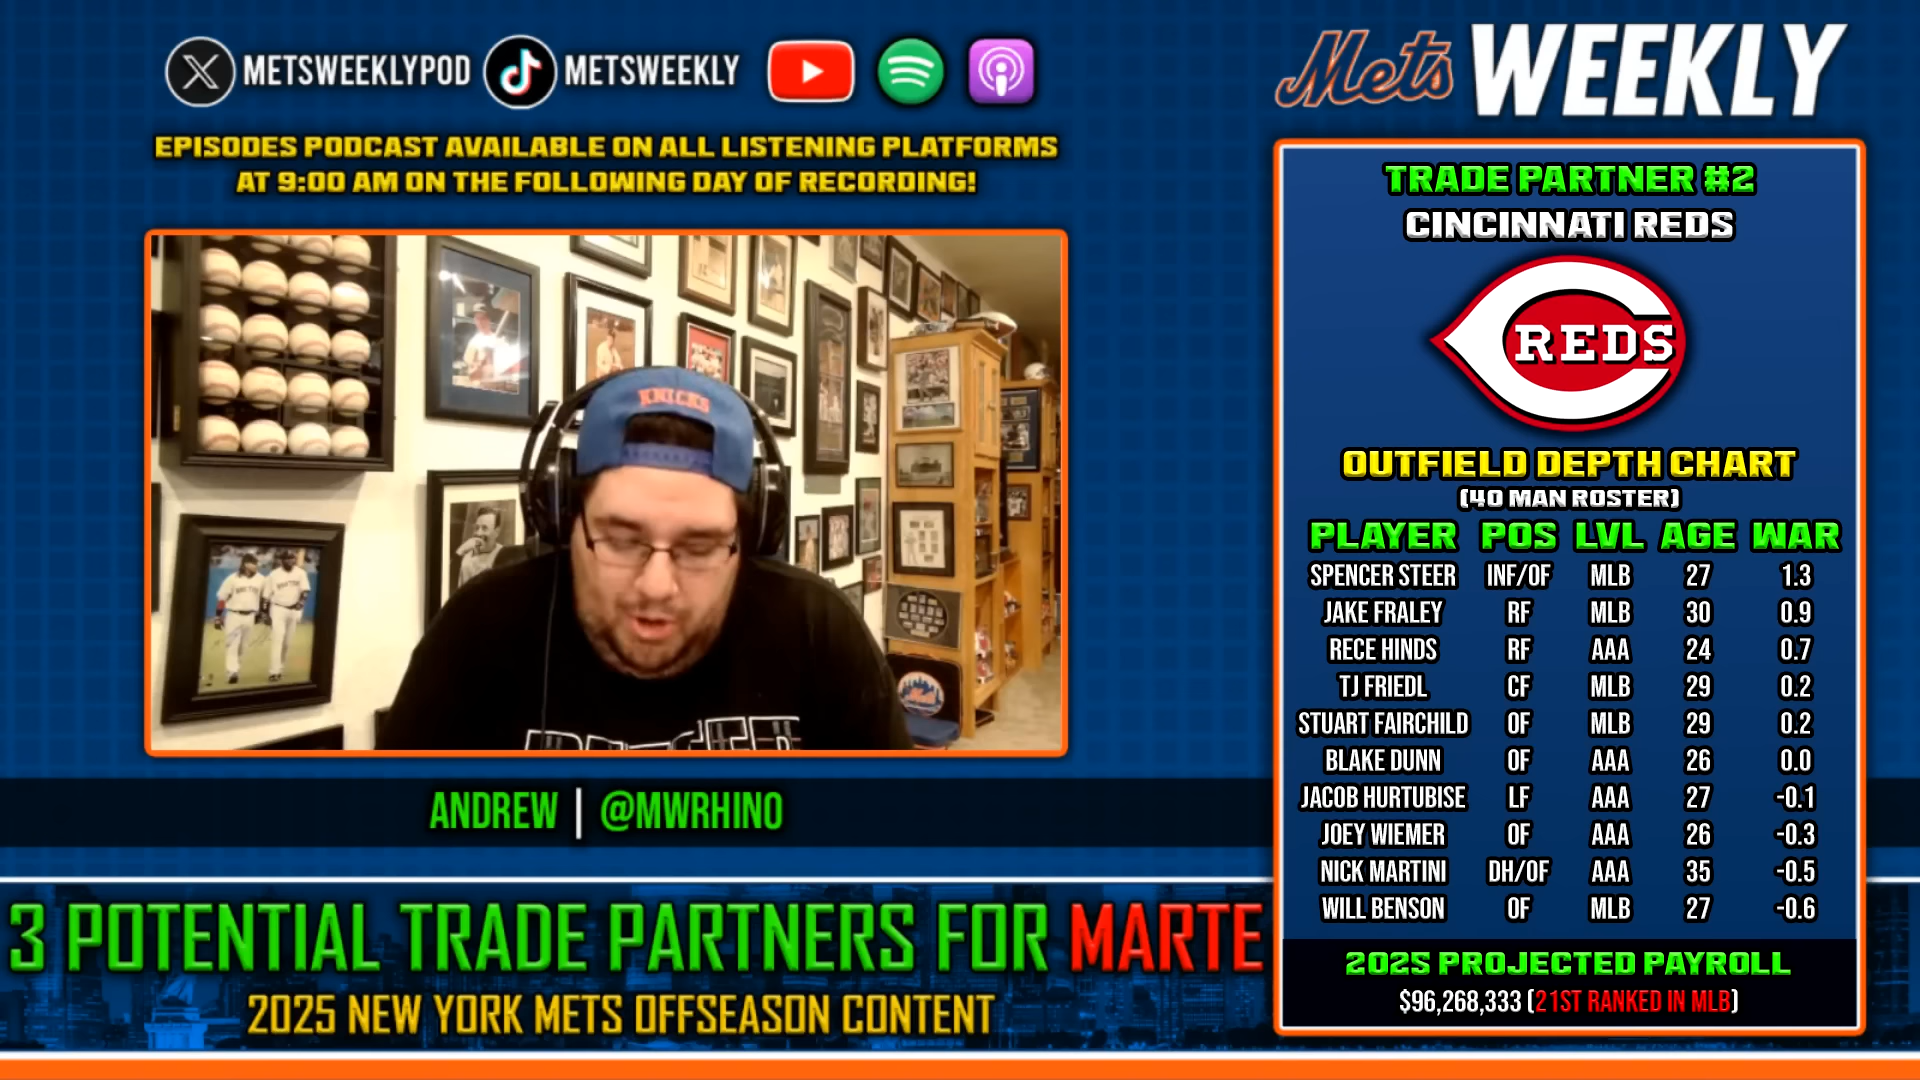 METSWEEKLYPOD METSWEEKLY
Mets WEEKLY
EPISODES PODCAST AVAILABLE ON ALL LISTENING PLATFORMS
AT 9:00 AM ON THE FOLLOWING DAY OF RECORDING!
KNICKS
Mets
ANDREW | @MWRHINO
3 POTENTIAL TRADE PARTNERS FOR MARTE
2025 NEW YORK METS OFFSEASON CONTENT
TRADE PARTNER #2
CINCINNATI REDS
REDS
OUTFIELD DEPTH CHART
(40 MAN ROSTER)
PLAYER POS LVL AGE WAR
SPENCER STEER INF/OF MLB 27 1.3
JAKE FRALEY RF MLB 30 0.9
RECE HINDS RF AAA 24 0.7
TJ FRIEDL CF MLB 29 0.2
STUART FAIRCHILD OF MLB 29 0.2
BLAKE DUNN OF AAA 26 0.0
JACOB HURTUBISE LF AAA 27 -0.1
JOEY WIEMER OF AAA 26 -0.3
NICK MARTINI DH/OF AAA 35 -0.5
WILL BENSON OF MLB 27 -0.6
2025 PROJECTED PAYROLL
$96,268,333 (21ST RANKED IN MLB)